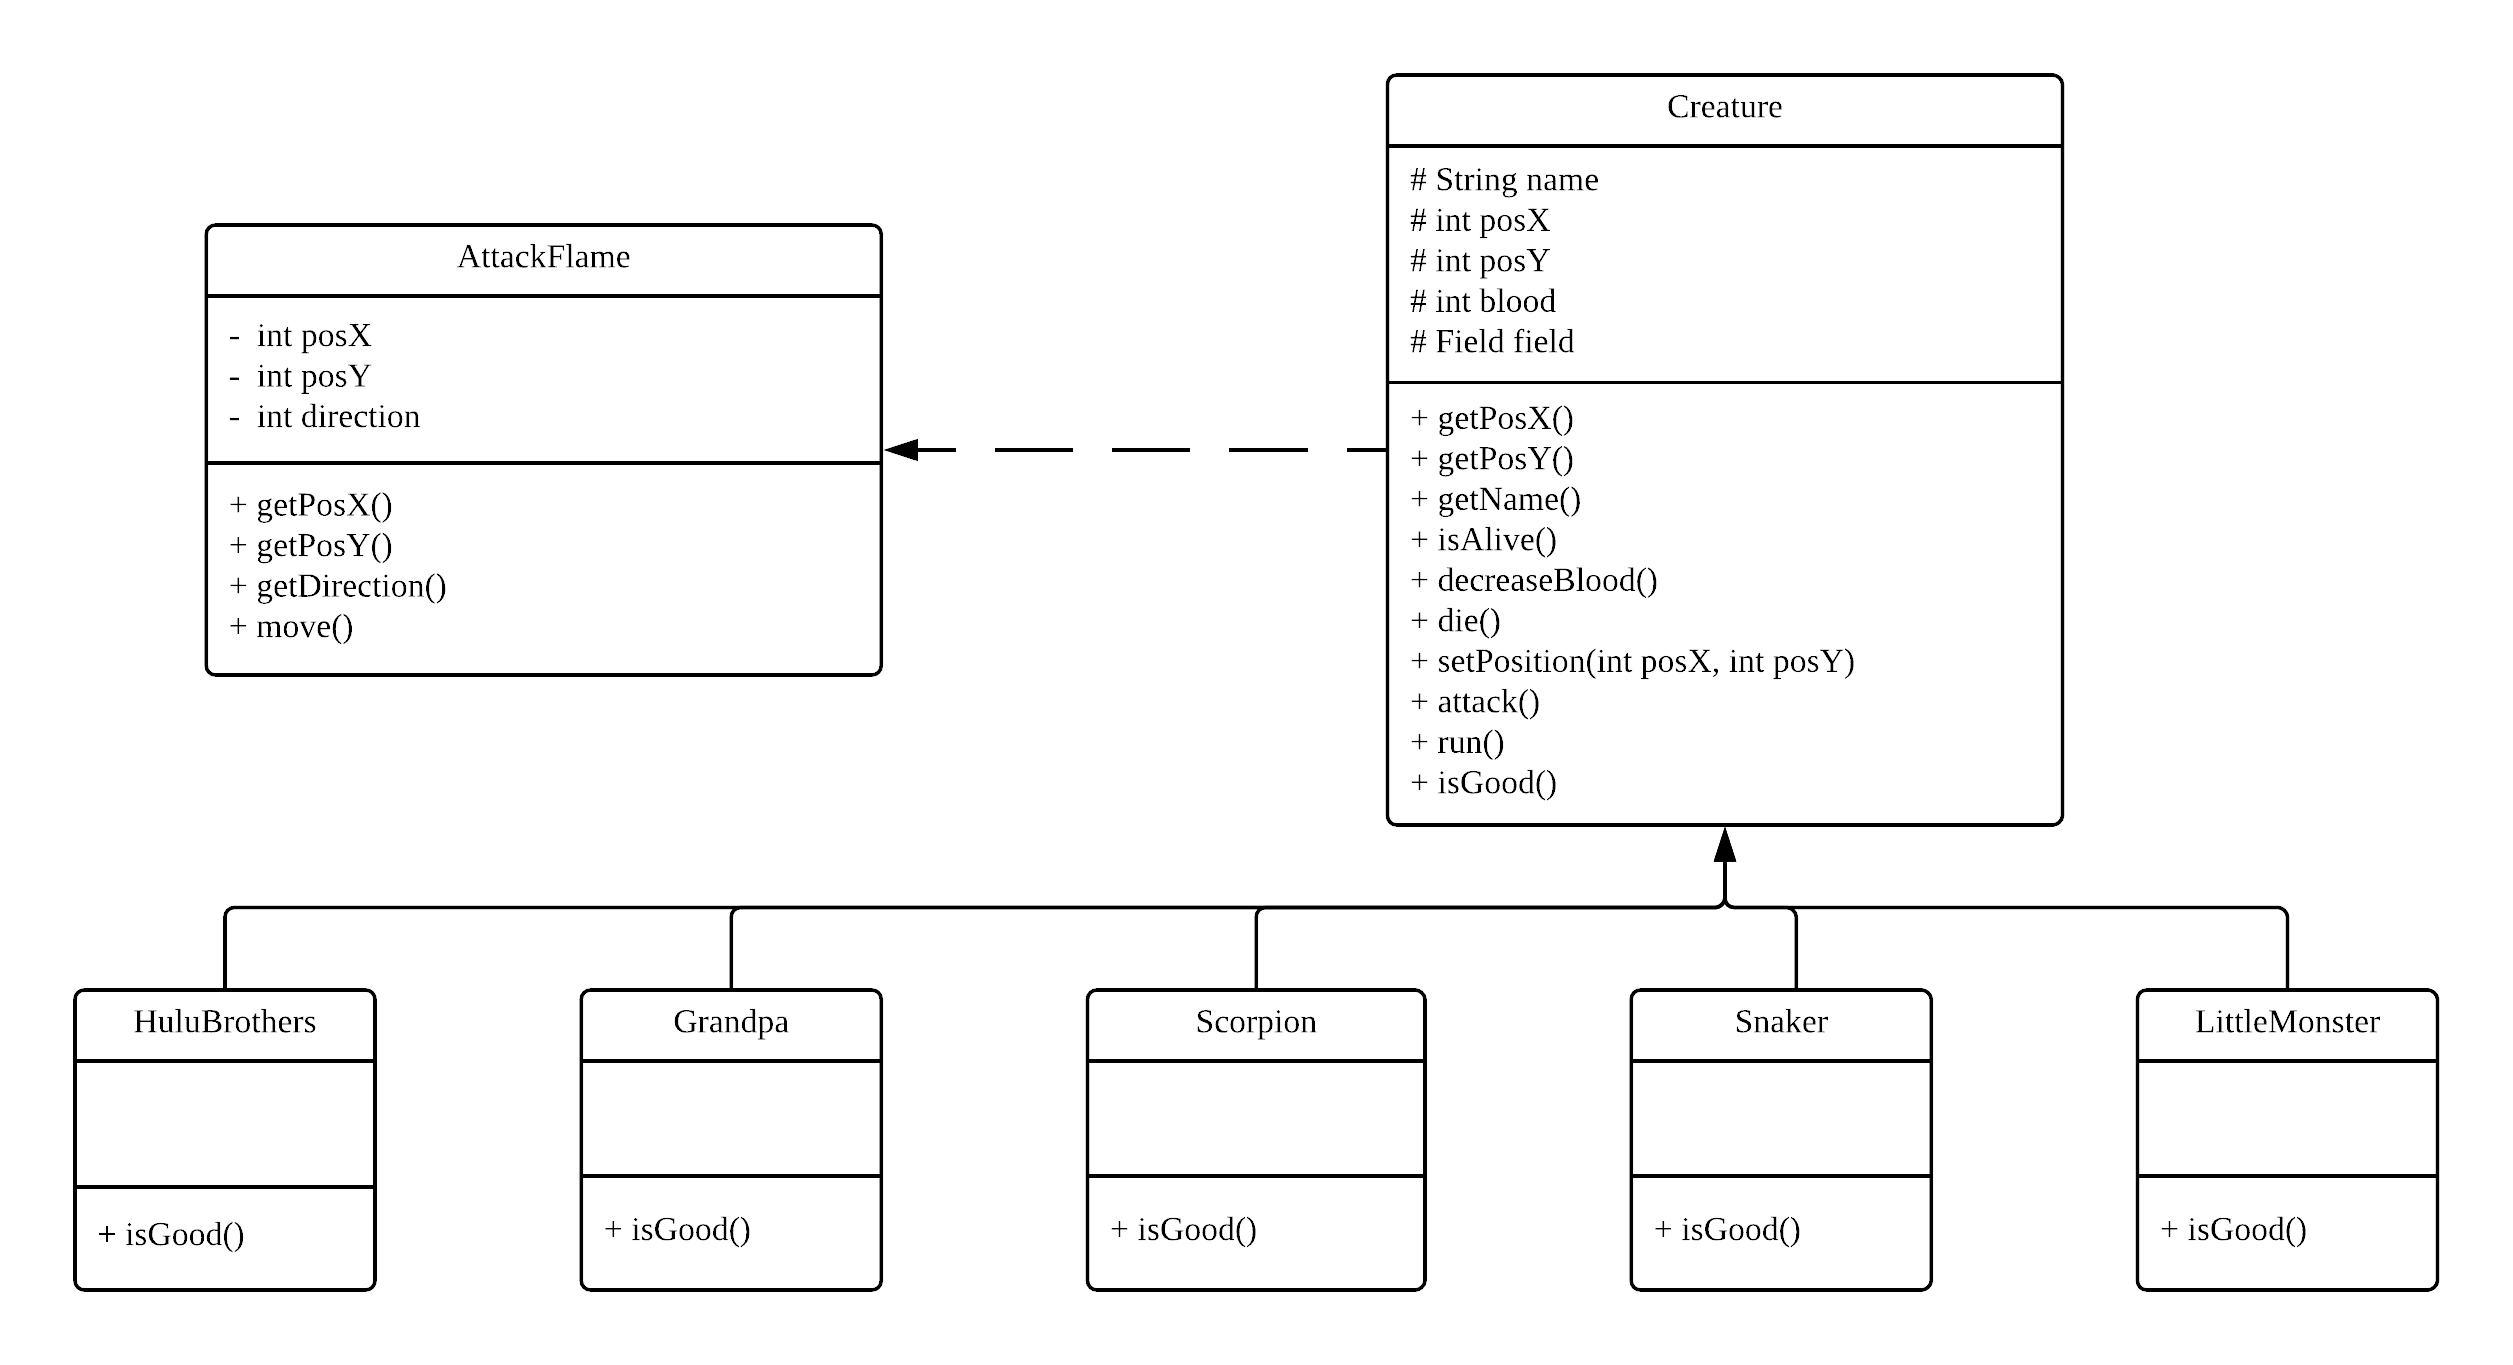 AttackFlame
-  int posX
-  int posY
-  int direction
+ getPosX()
+ getPosY()
+ getDirection()
+ move()
Creature
# String name
# int posX
# int posY
# int blood
# Field field
+ getPosX()
+ getPosY()
+ getName()
+ isAlive()
+ decreaseBlood()
+ die()
+ setPosition(int posX, int posY)
+ attack()
+ run()
+ isGood()
HuluBrothers
+ isGood()
Grandpa
+ isGood()
Scorpion
+ isGood()
Snaker
+ isGood()
LittleMonster
+ isGood()